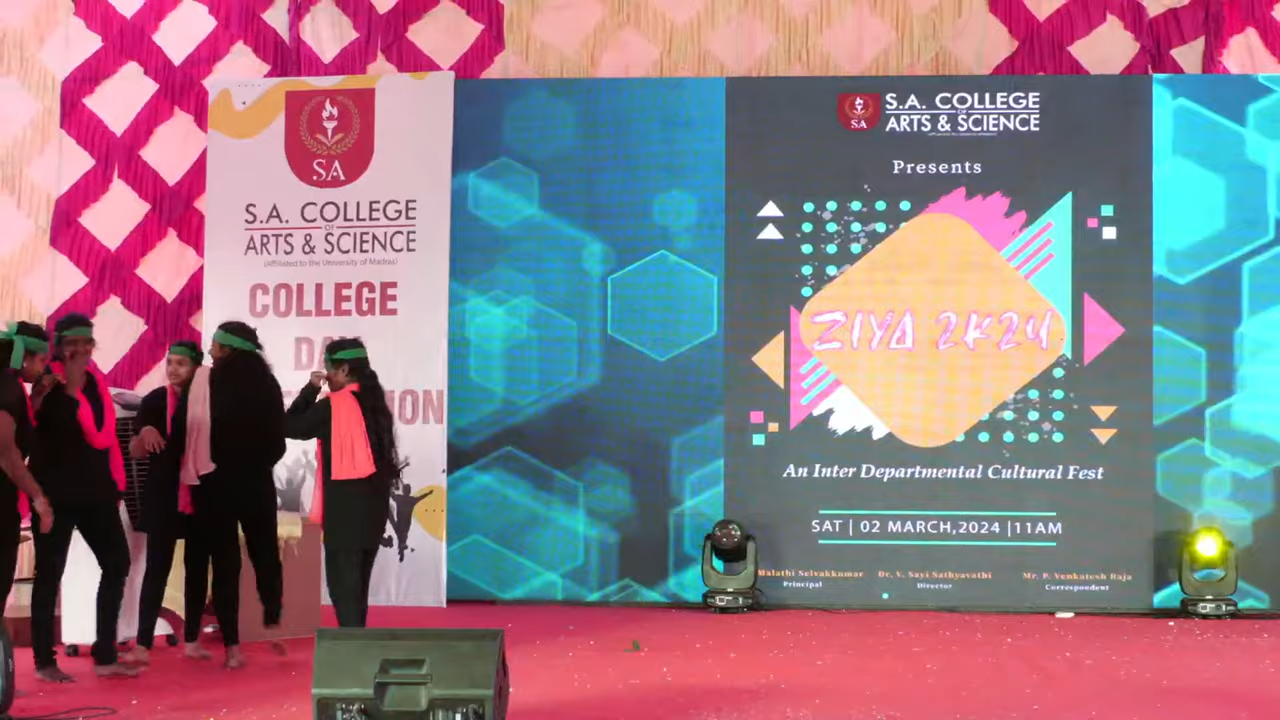 SA
S.A. COLLEGE
OF
ARTS & SCIENCE
(Affiliated to the University of Madras)
COLLEGE
SA
S.A. COLLEGE
OF
ARTS & SCIENCE
Presents
ZIYA 2K24
An Inter Departmental Cultural Fest
SAT | 02 MARCH,2024 |11AM
Malathi Selvakkumar Dr. V. Sayi Sathyavathi Mr. P. Venkatesh Raja
Principal Director Correspondent